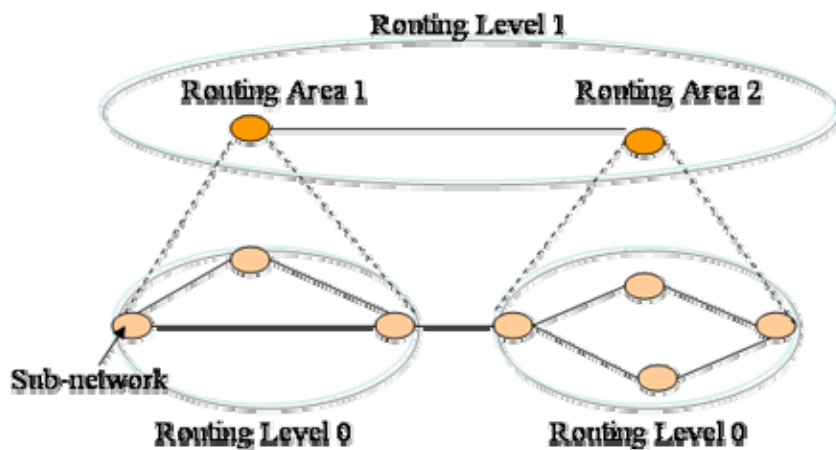 Routing Level 1
Routing Area 1
Routing Area 2
Sub-network
Routing Level 0
Routing Level 0